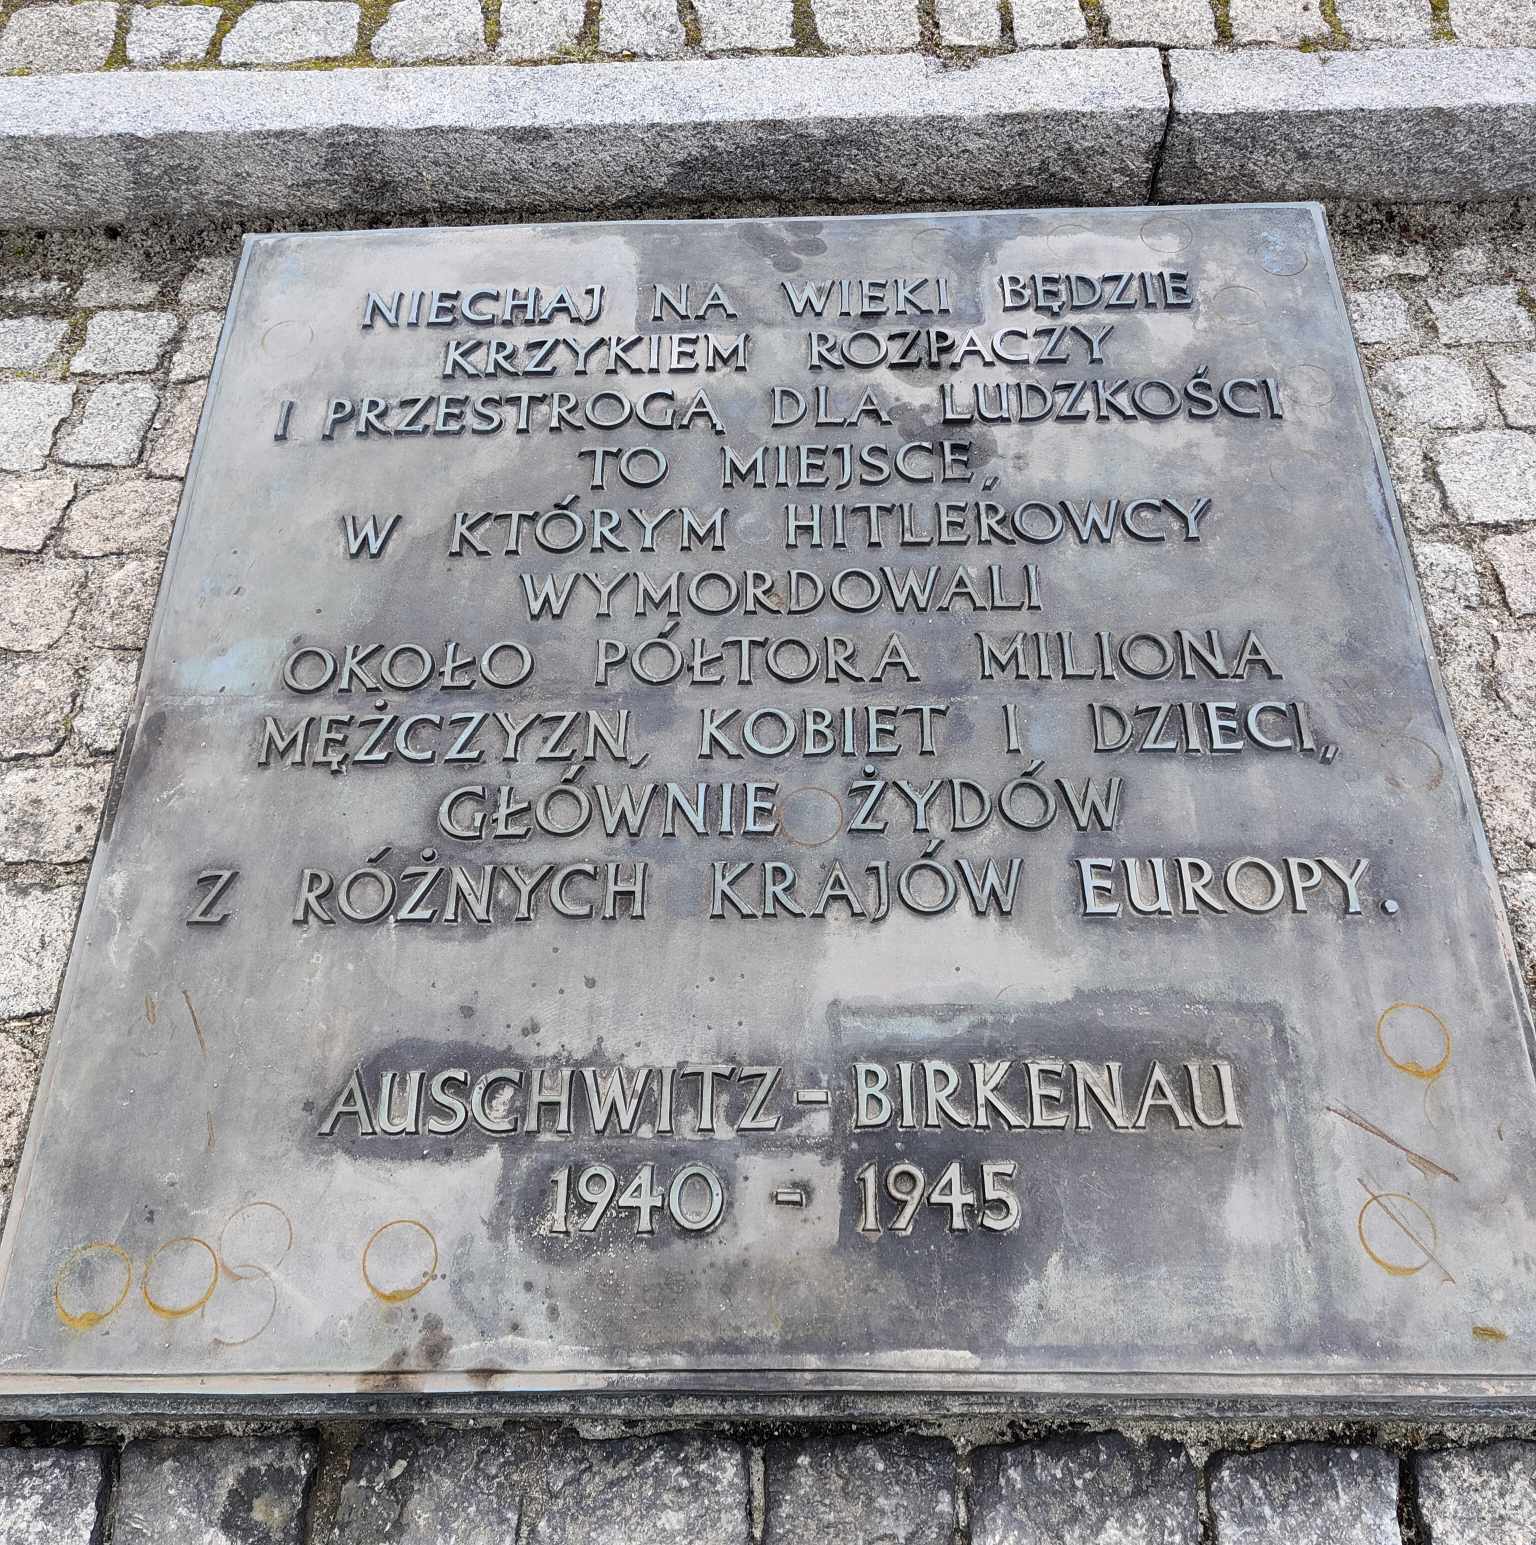 NIECHAJ NA WIEKI BĘDZIE
KRZYKIEM ROZPACZY
I PRZESTROGĄ DLA LUDZKOŚCI
TO MIEJSCE,
W KTÓRYM HITLEROWCY
WYMORDOWALI
OKOŁO PÓŁTORA MILIONA
MĘŻCZYZN, KOBIET I DZIECI,
GŁÓWNIE ŻYDÓW
Z RÓŻNYCH KRAJÓW EUROPY.
AUSCHWITZ - BIRKENAU
1940 - 1945